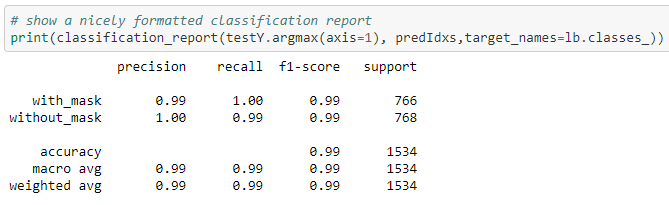 # show a nicely formatted classification report
print(classification_report(testY.argmax(axis=1), predIdxs,target_names=lb.classes_))
precision recall f1-score support
with_mask 0.99 1.00 0.99 766
without_mask 1.00 0.99 0.99 768
accuracy 0.99 1534
macro avg 0.99 0.99 0.99 1534
weighted avg 0.99 0.99 0.99 1534